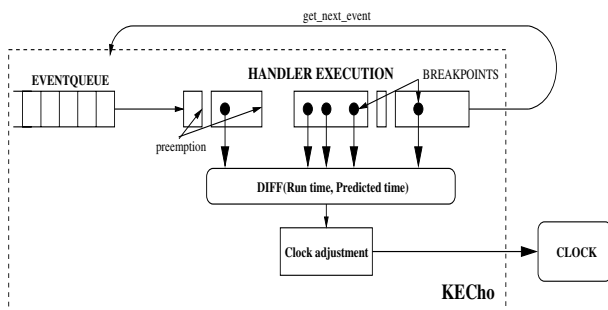 get_next_event
EVENTQUEUE
HANDLER EXECUTION
BREAKPOINTS
preemption
DIFF(Run time, Predicted time)
Clock adjustment
CLOCK
KECho